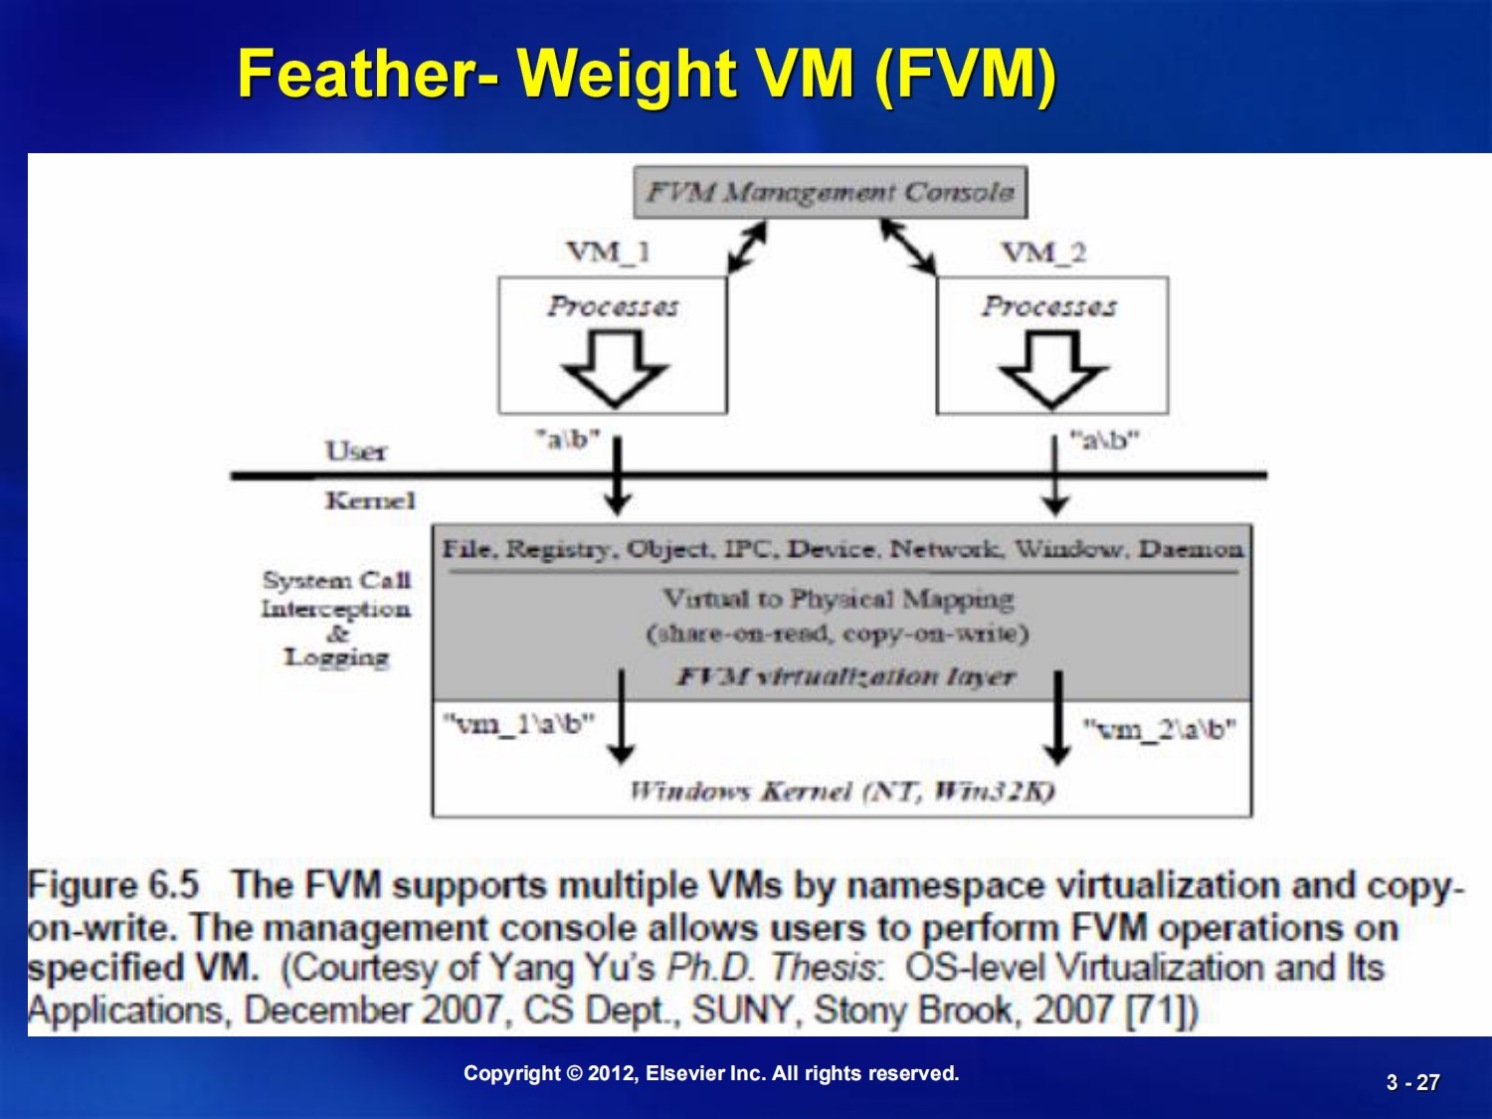 Feather- Weight VM (FVM)
FVM Management Console
VM_1
VM_2
Processes
Processes
"a\b"
"a\b"
User
Kernel
File, Registry, Object, IPC, Device, Network, Window, Daemon
System Call
Interception
&
Logging
Virtual to Physical Mapping
(share-on-read, copy-on-write)
FVM virtualization layer
"vm_1\a\b"
"vm_2\a\b"
Windows Kernel (NT, Win32K)
Figure 6.5 The FVM supports multiple VMs by namespace virtualization and copy-
on-write. The management console allows users to perform FVM operations on
specified VM. (Courtesy of Yang Yu's Ph.D. Thesis: OS-level Virtualization and Its
Applications, December 2007, CS Dept., SUNY, Stony Brook, 2007 [71])
Copyright © 2012, Elsevier Inc. All rights reserved.
3 - 27